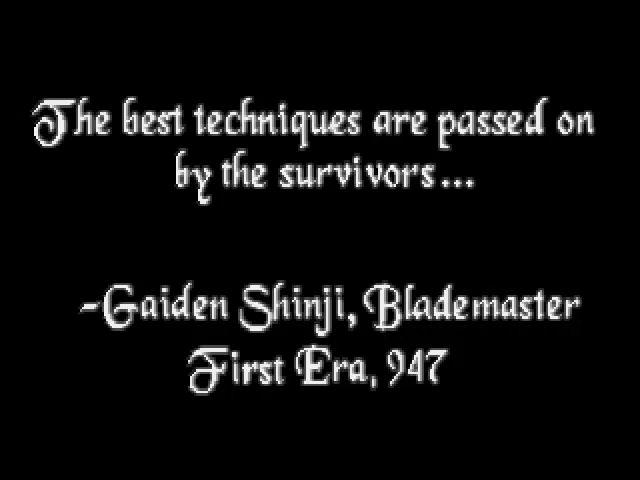 The best techniques are passed on
by the survivors...
-Gaiden Shinji, Blademaster
First Era, 947